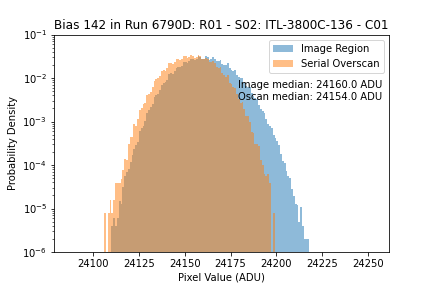 Bias 142 in Run 6790D: R01 - S02: ITL-3800C-136 - C01
Image Region
Serial Overscan
Image median: 24160.0 ADU
Oscan median: 24154.0 ADU
Probability Density
10⁻¹
10⁻²
10⁻³
10⁻⁴
10⁻⁵
10⁻⁶
24100 24125 24150 24175 24200 24225 24250
Pixel Value (ADU)